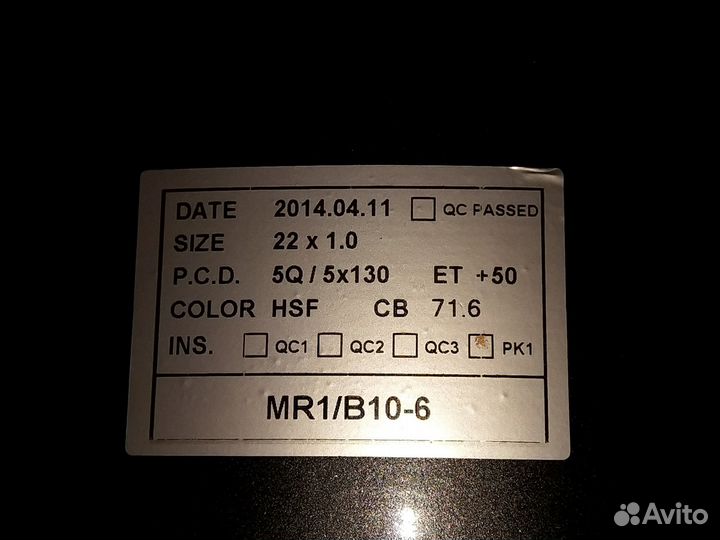 DATE 2014.04.11 QC PASSED
SIZE 22 x 1.0
P.C.D. 5Q / 5x130 ET +50
COLOR HSF CB 71.6
INS. QC1 QC2 QC3 PK1
MR1/B10-6
Avito